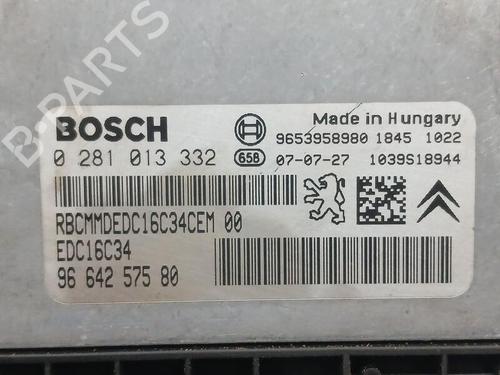 BOSCH
Made in Hungary
9653958980 1845 1022
0 281 013 332 658 07-07-27 1039S18944
RBCMMDEDC16C34CEM 00
EDC16C34
96 642 575 80
B-PARTS